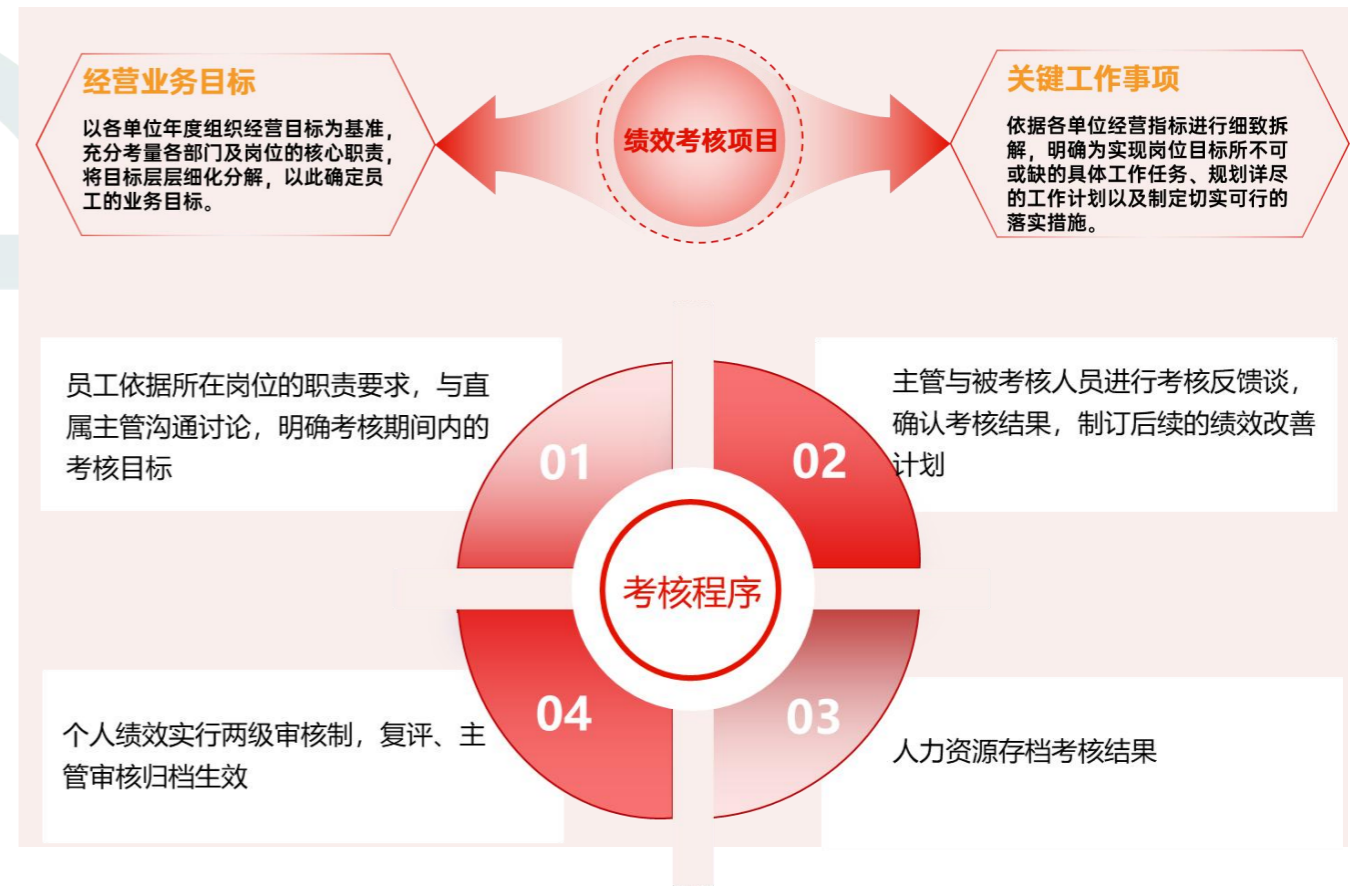 经营业务目标
以各单位年度组织经营目标为基准，
充分考量各部门及岗位的核心职责，
将目标层层细化分解，以此确定员
工的业务目标。
绩效考核项目
关键工作事项
依据各单位经营指标进行细致拆
解，明确为实现岗位目标所不可
或缺的具体工作任务、规划详尽
的工作计划以及制定切实可行的
落实措施。
员工依据所在岗位的职责要求，与直
属主管沟通讨论，明确考核期间内的
考核目标
01
02
主管与被考核人员进行考核反馈谈，
确认考核结果，制订后续的绩效改善
计划
考核程序
个人绩效实行两级审核制，复评、主
管审核归档生效
04
03
人力资源存档考核结果